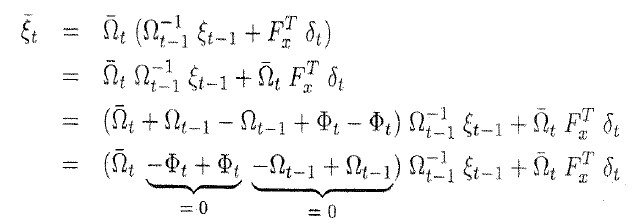 ξ̄_t = Ω̄_t (Ω_{t−1}^{−1} ξ_{t−1} + F_x^T δ_t)
= Ω̄_t Ω_{t−1}^{−1} ξ_{t−1} + Ω̄_t F_x^T δ_t
= (Ω̄_t + Ω_{t−1} − Ω_{t−1} + Φ_t − Φ_t) Ω_{t−1}^{−1} ξ_{t−1} + Ω̄_t F_x^T δ_t
= (Ω̄_t −Φ_t + Φ_t −Ω_{t−1} + Ω_{t−1}) Ω_{t−1}^{−1} ξ_{t−1} + Ω̄_t F_x^T δ_t
=0 =0